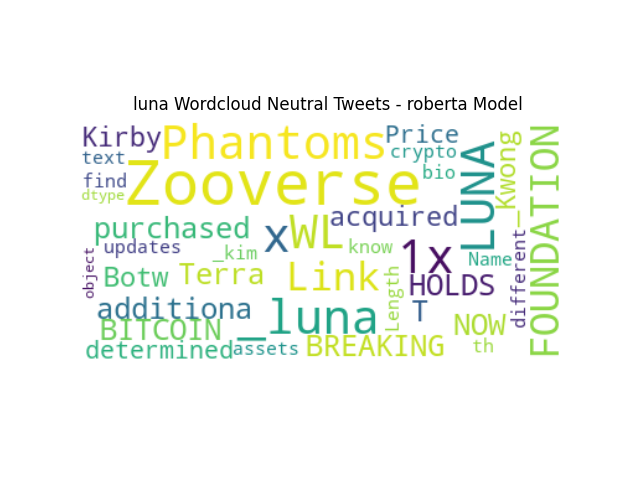 luna Wordcloud Neutral Tweets - roberta Model
Kirby
Phantoms
Price
text
crypto
find
Zooverse
bio
dtype
LUNA
_Kwong
FOUNDATION
purchased
x
WL
acquired
updates
_kim
know
1x
Name
object
Botw
Terra
Link
HOLDS
different
Length
additiona
_luna
T
BITCOIN
NOW
determined
assets
BREAKING
th